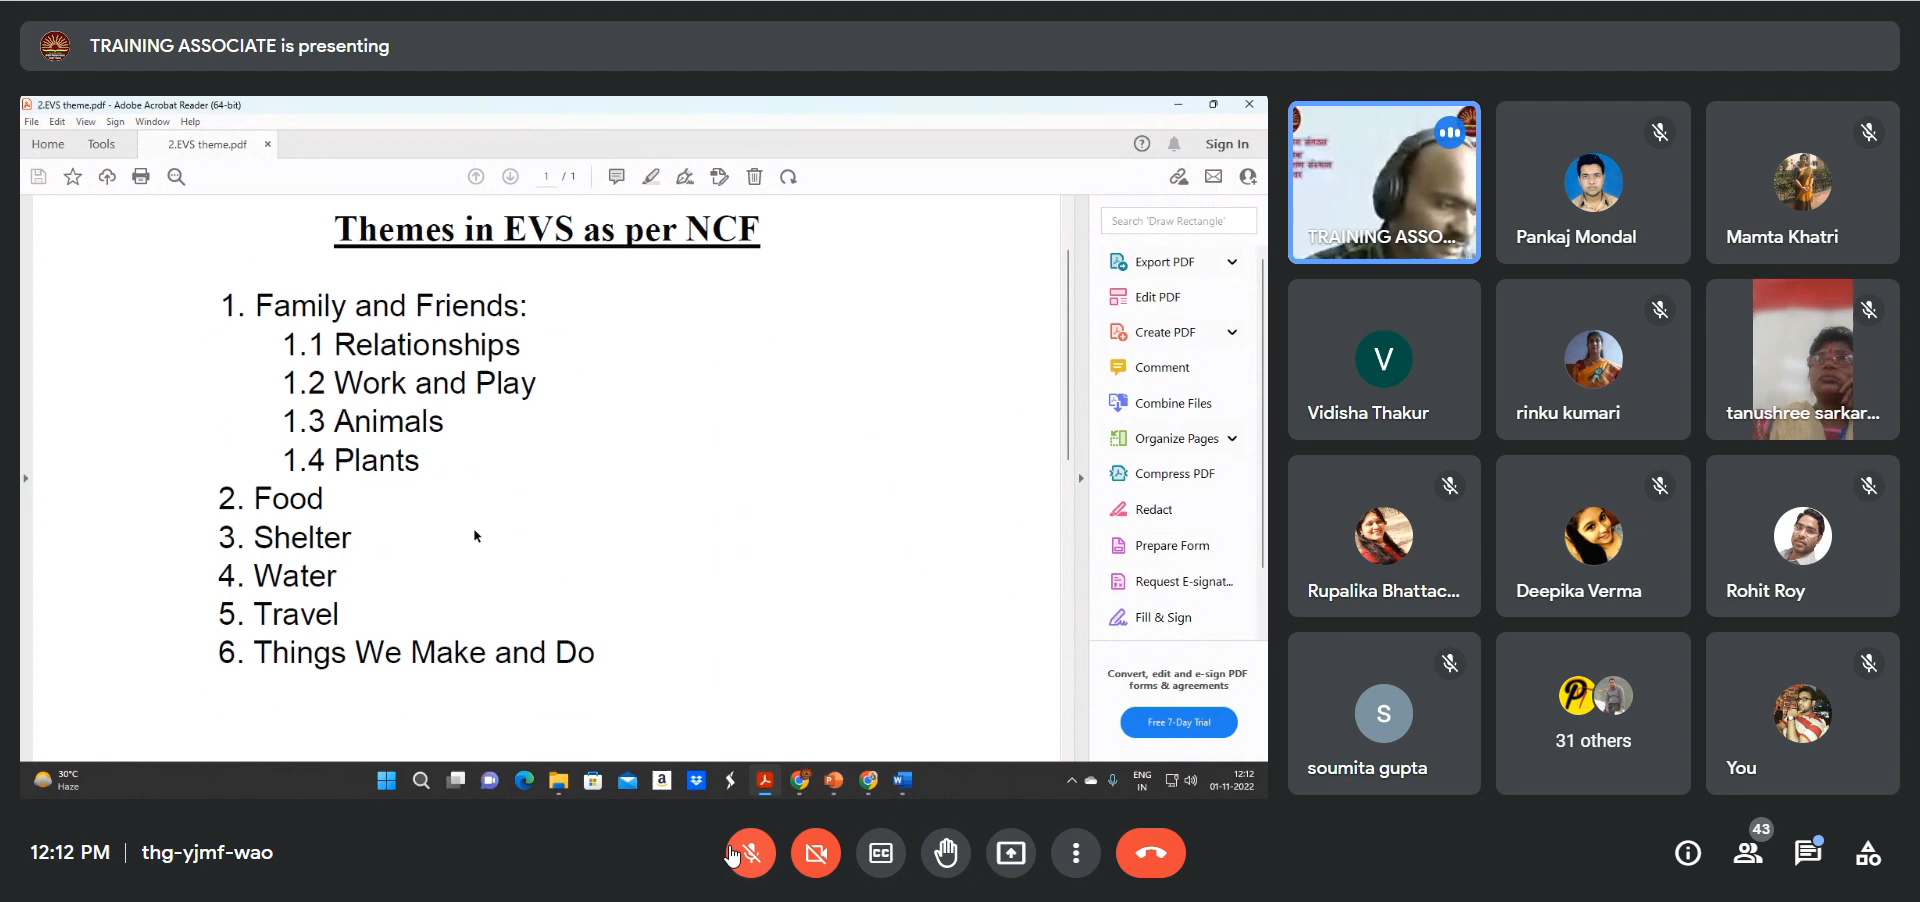 TRAINING ASSOCIATE is presenting
2.EVS theme.pdf - Adobe Acrobat Reader (64-bit)
File Edit View Sign Window Help
Home Tools 2.EVS theme.pdf × Sign In
1 / 1
Themes in EVS as per NCF
1. Family and Friends:
1.1 Relationships
1.2 Work and Play
1.3 Animals
1.4 Plants
2. Food
3. Shelter
4. Water
5. Travel
6. Things We Make and Do
Search 'Draw Rectangle'
Export PDF
Edit PDF
Create PDF
Comment
Combine Files
Organize Pages
Compress PDF
Redact
Prepare Form
Request E-signat...
Fill & Sign
Convert, edit and e-sign PDF
forms & agreements
Free 7-Day Trial
30°C
Haze
ENG
IN
12:12
01-11-2022
TRAINING ASSO...
Pankaj Mondal
Mamta Khatri
V
Vidisha Thakur
rinku kumari
tanushree sarkar...
Rupalika Bhattac...
Deepika Verma
Rohit Roy
S
soumita gupta
P
31 others
You
12:12 PM | thg-yjmf-wao
CC
43